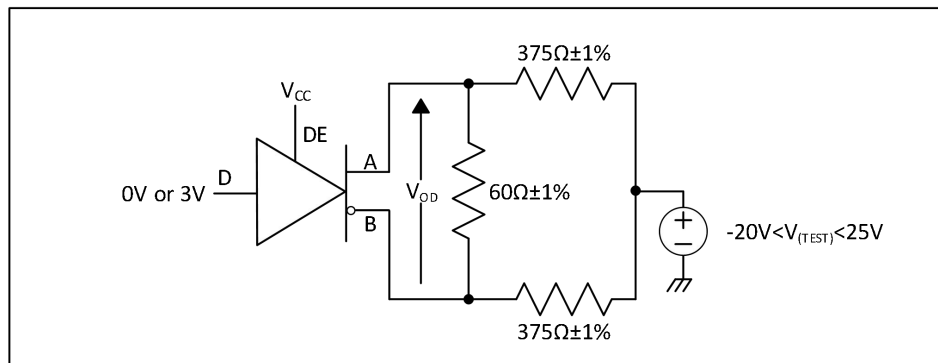 375Ω±1%
V_CC
DE
D
A
0V or 3V
V_OD
60Ω±1%
B
+
−
-20V<V_(TEST)<25V
375Ω±1%